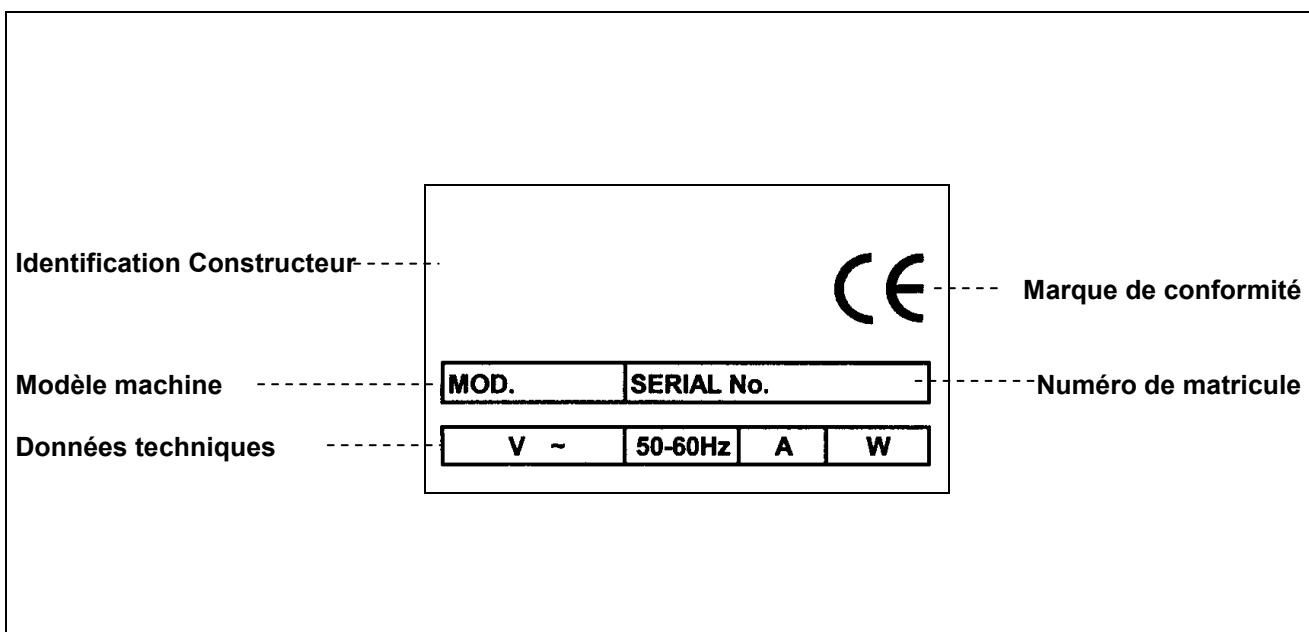 Identification Constructeur
CE
Marque de conformité
Modèle machine
MOD.
SERIAL No.
Numéro de matricule
Données techniques
V ~
50-60Hz
A
W